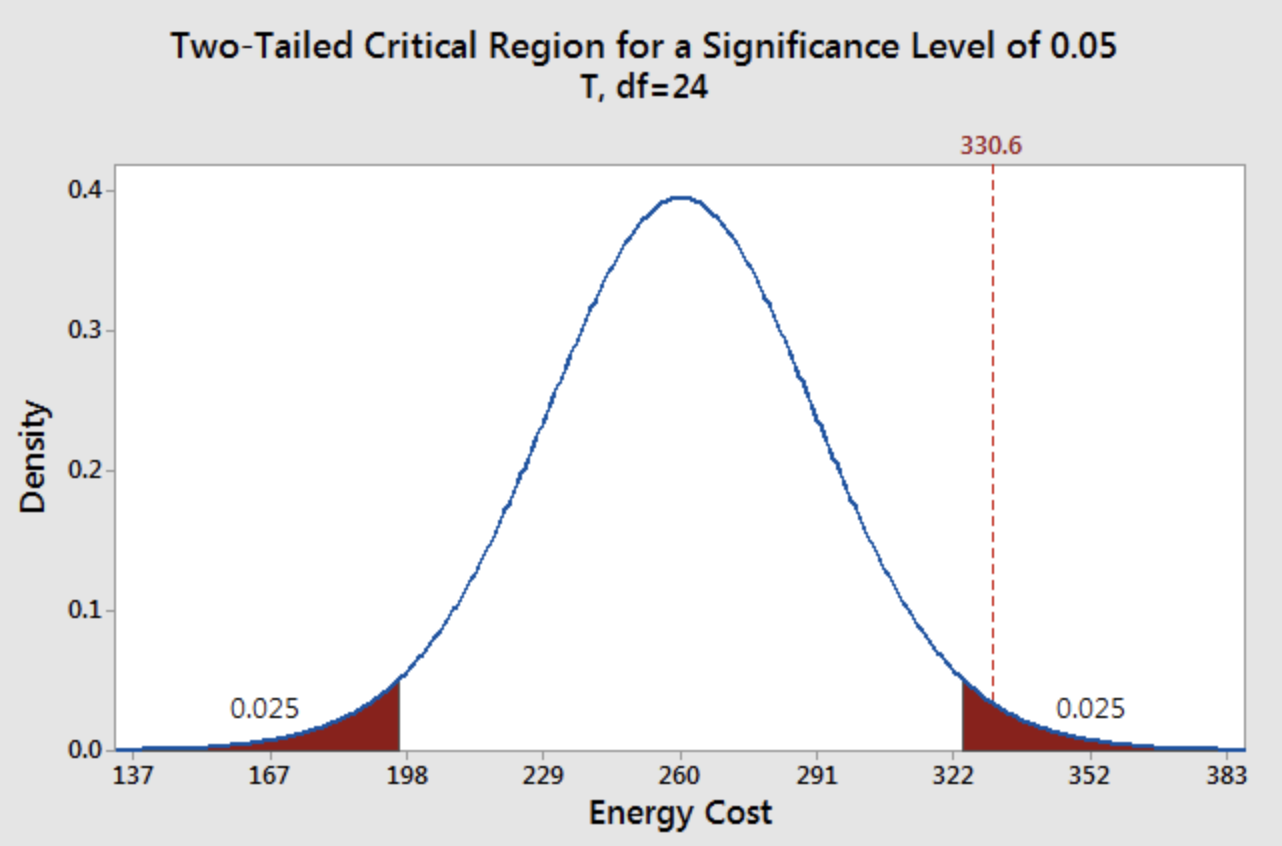 Two-Tailed Critical Region for a Significance Level of 0.05
T, df=24
330.6
0.4
0.3
0.2
0.1
0.0
Density
0.025
0.025
137 167 198 229 260 291 322 352 383
Energy Cost